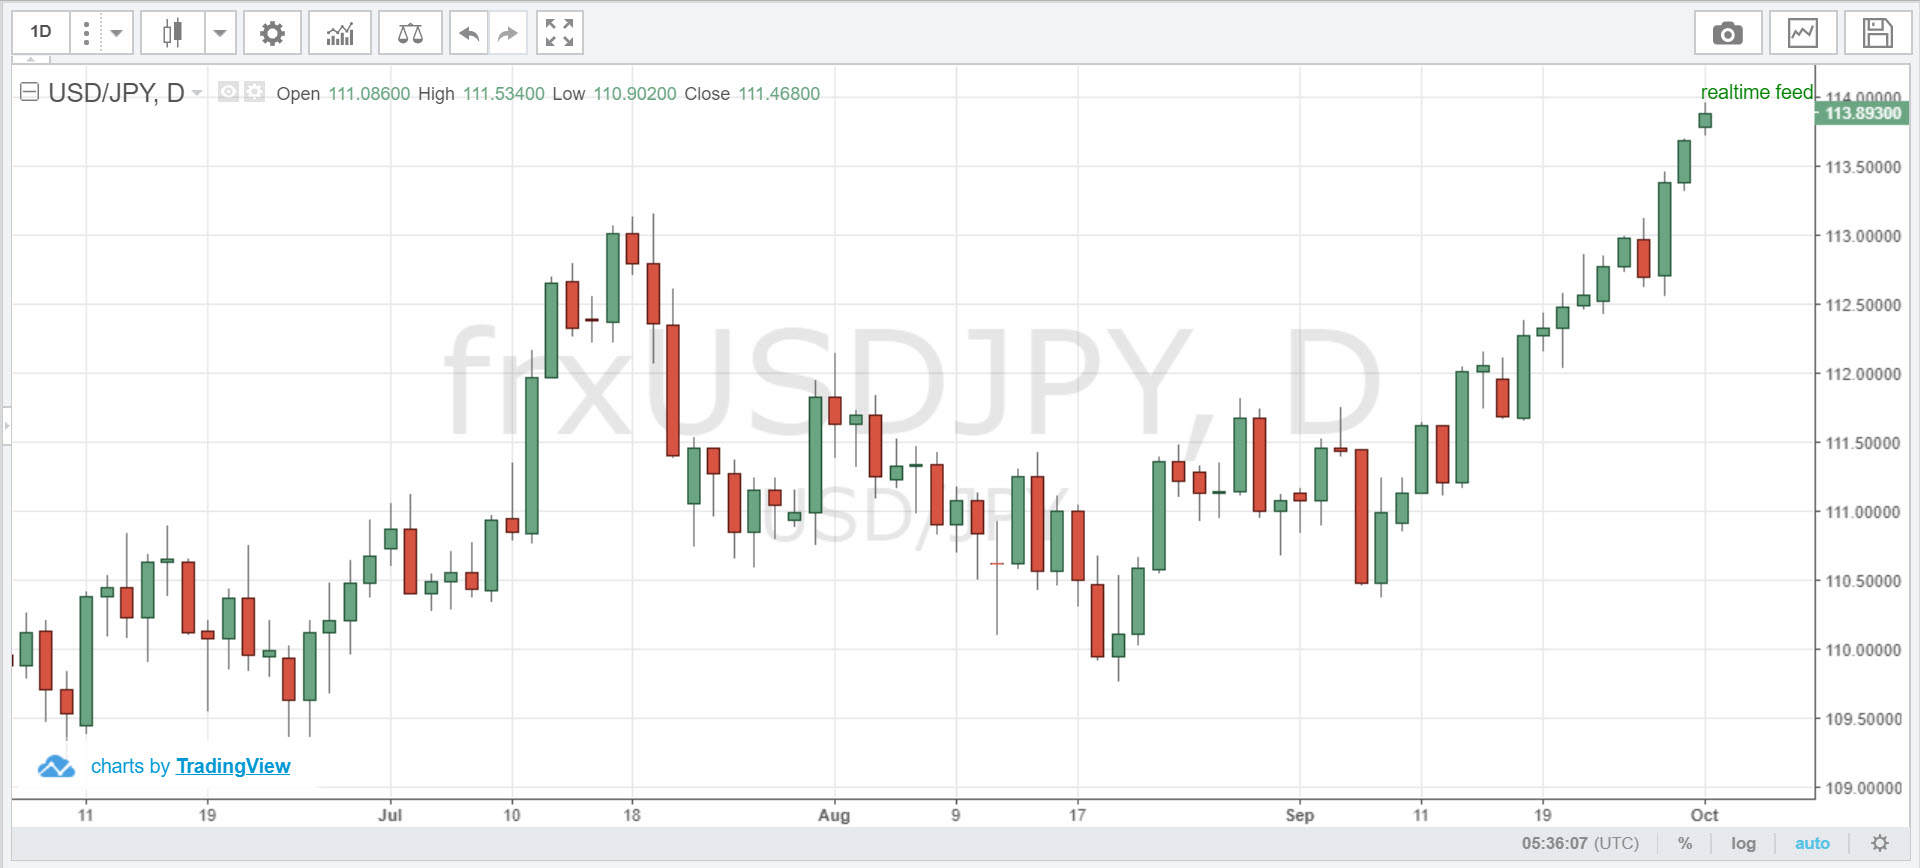 1D
USD/JPY, D Open 111.08600 High 111.53400 Low 110.90200 Close 111.46800
realtime feed
114.00000
113.89300
113.50000
113.00000
112.50000
112.00000
111.50000
111.00000
110.50000
110.00000
109.50000
109.00000
frxUSDJPY, D
USD/JPY
charts by TradingView
11 19 Jul 10 18 Aug 9 17 Sep 11 19 Oct
05:36:07 (UTC) % log auto